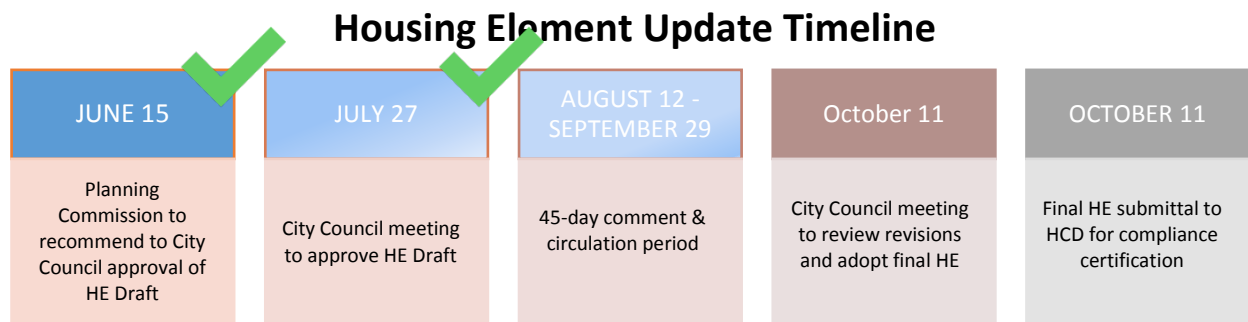 Housing Element Update Timeline
JUNE 15
Planning
Commission to
recommend to City
Council approval of
HE Draft
JULY 27
City Council meeting
to approve HE Draft
AUGUST 12 -
SEPTEMBER 29
45-day comment &
circulation period
October 11
City Council meeting
to review revisions
and adopt final HE
OCTOBER 11
Final HE submittal to
HCD for compliance
certification